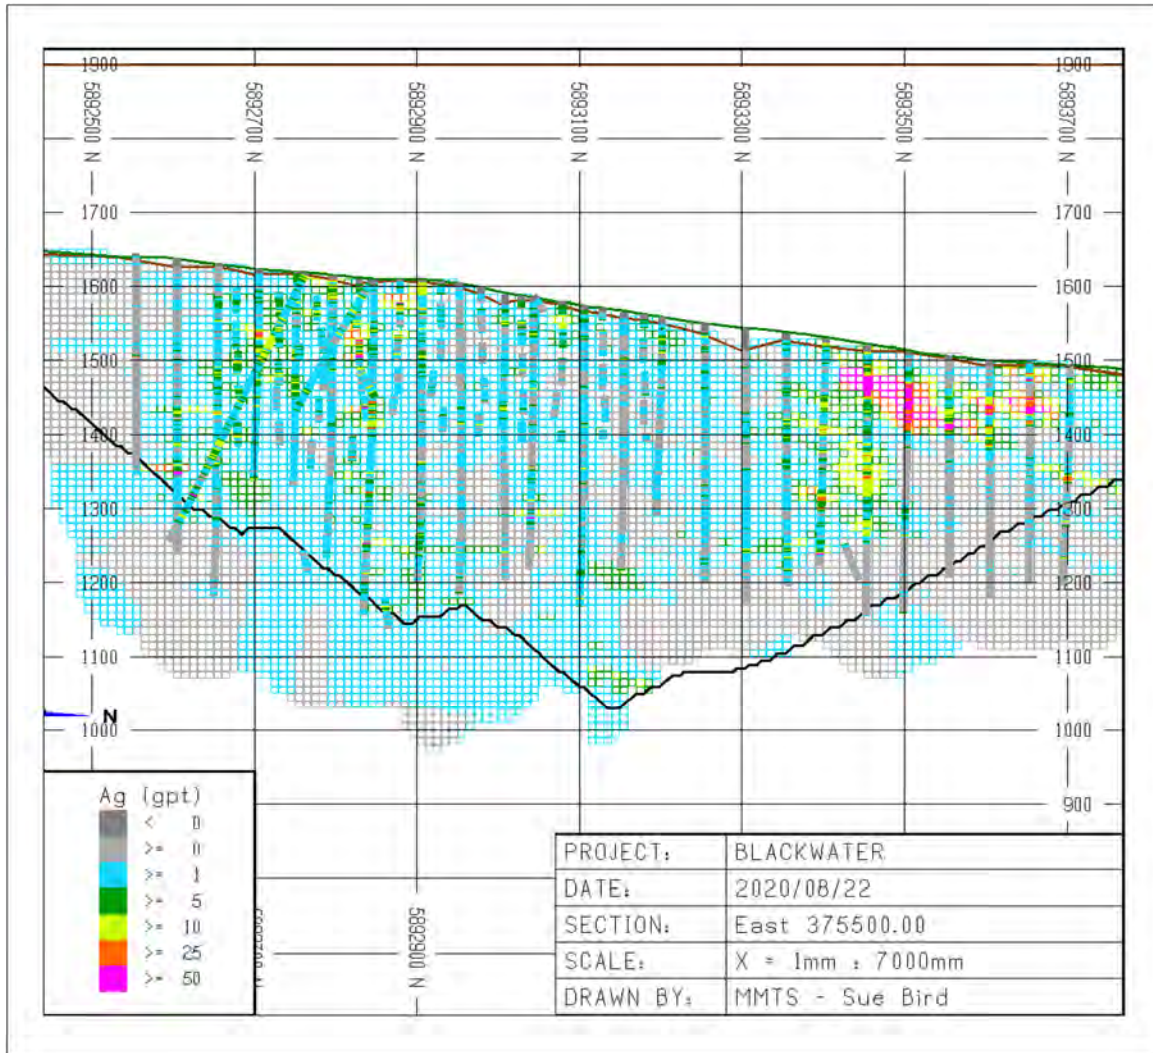 1900 1900
5892500 N 5892700 N 5892900 N 5893100 N 5893300 N 5893500 N 5893700 N
1700 1700
1600 1600
1500 1500
1400 1400
1300 1300
1200 1200
1100 1100
N
1000 1000
900
Ag (gpt)
< 0
>= 0
>= 1
>= 5
>= 10
>= 25
>= 50
5892900 N
PROJECT: BLACKWATER
DATE: 2020/08/22
SECTION: East 375500.00
SCALE: X = 1mm : 7000mm
DRAWN BY: MMTS - Sue Bird